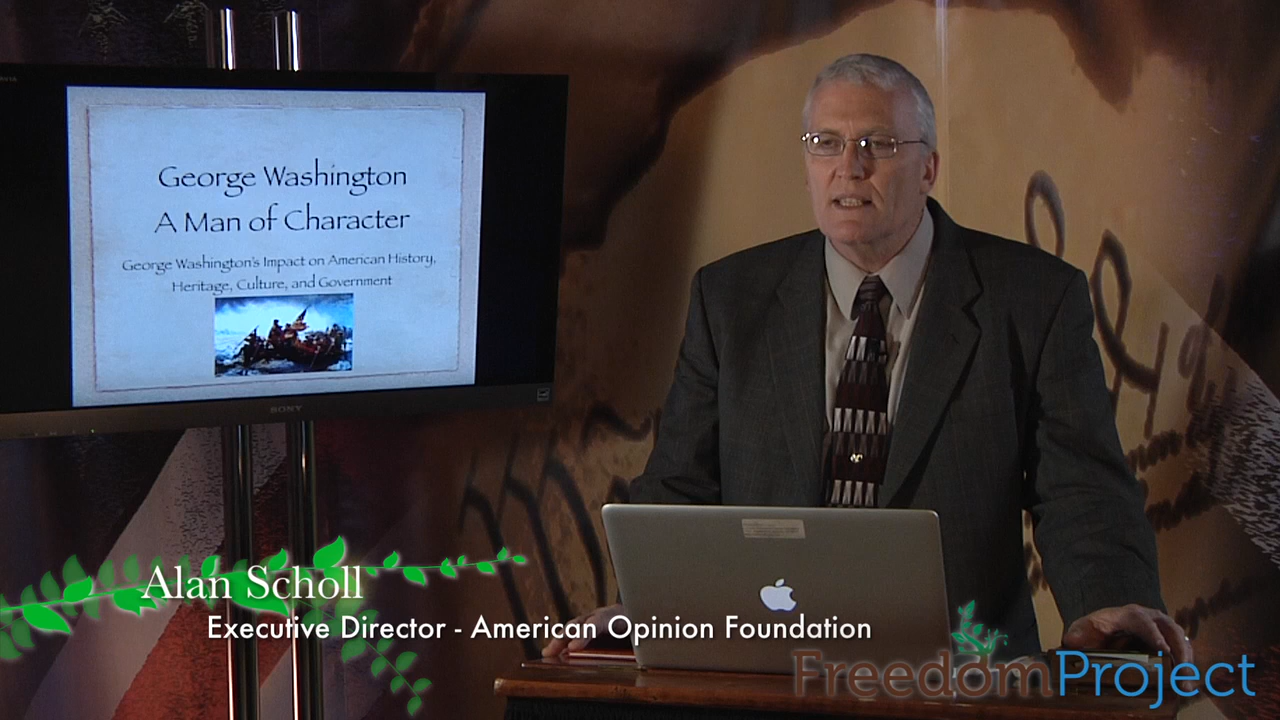 George Washington
A Man of Character
George Washington's Impact on American History,
Heritage, Culture, and Government
SONY
Alan Scholl
Executive Director - American Opinion Foundation
FreedomProject